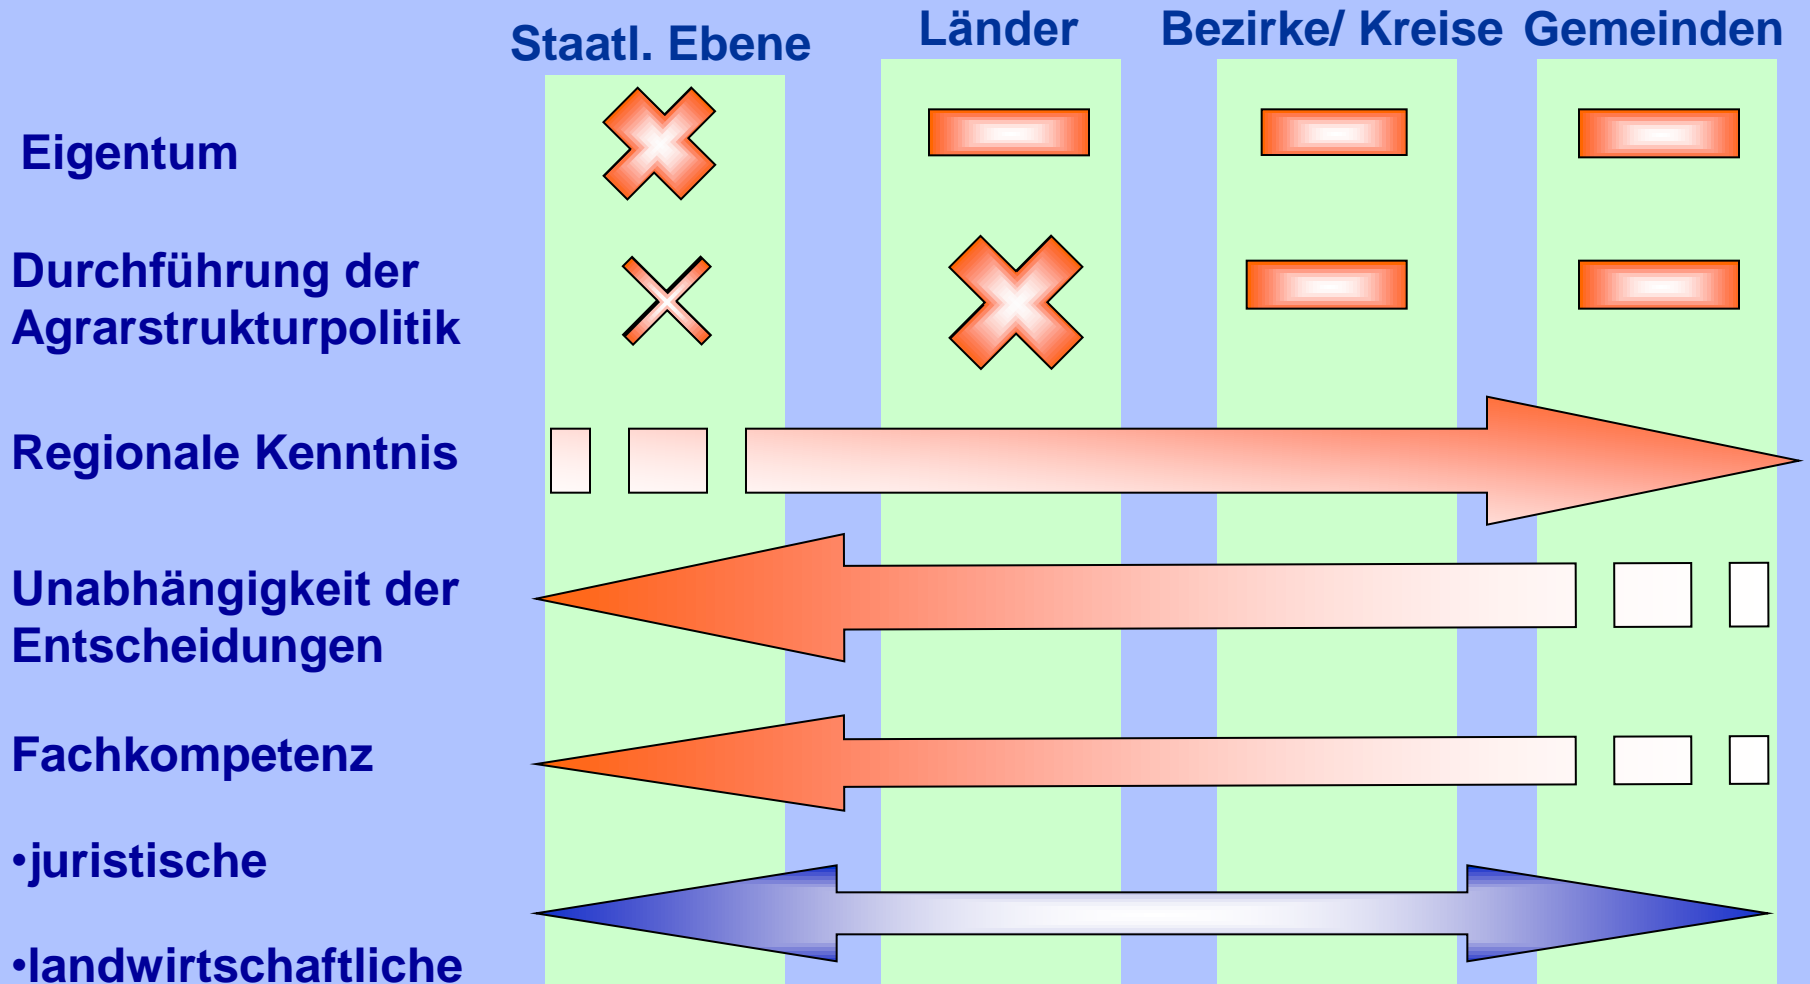 Staatl. Ebene Länder Bezirke/ Kreise Gemeinden
Eigentum
Durchführung der
Agrarstrukturpolitik
Regionale Kenntnis
Unabhängigkeit der
Entscheidungen
Fachkompetenz
•juristische
•landwirtschaftliche